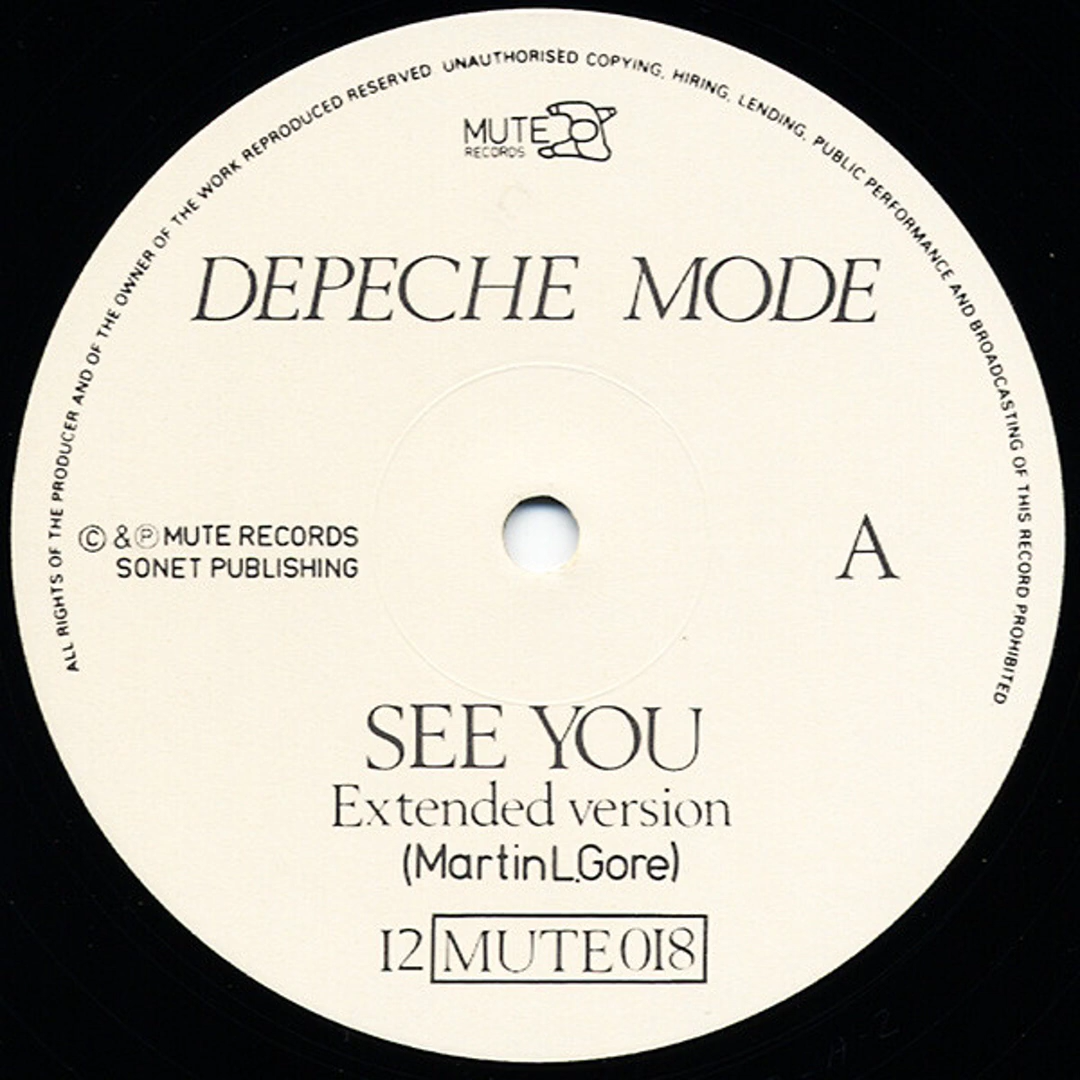 ALL RIGHTS OF THE PRODUCER AND OF THE OWNER OF THE WORK REPRODUCED RESERVED UNAUTHORISED COPYING, HIRING, LENDING, PUBLIC PERFORMANCE AND BROADCASTING OF THIS RECORD PROHIBITED
MUTE
RECORDS
DEPECHE MODE
© & ℗ MUTE RECORDS
SONET PUBLISHING
A
SEE YOU
Extended version
(Martin L.Gore)
12 MUTE 018